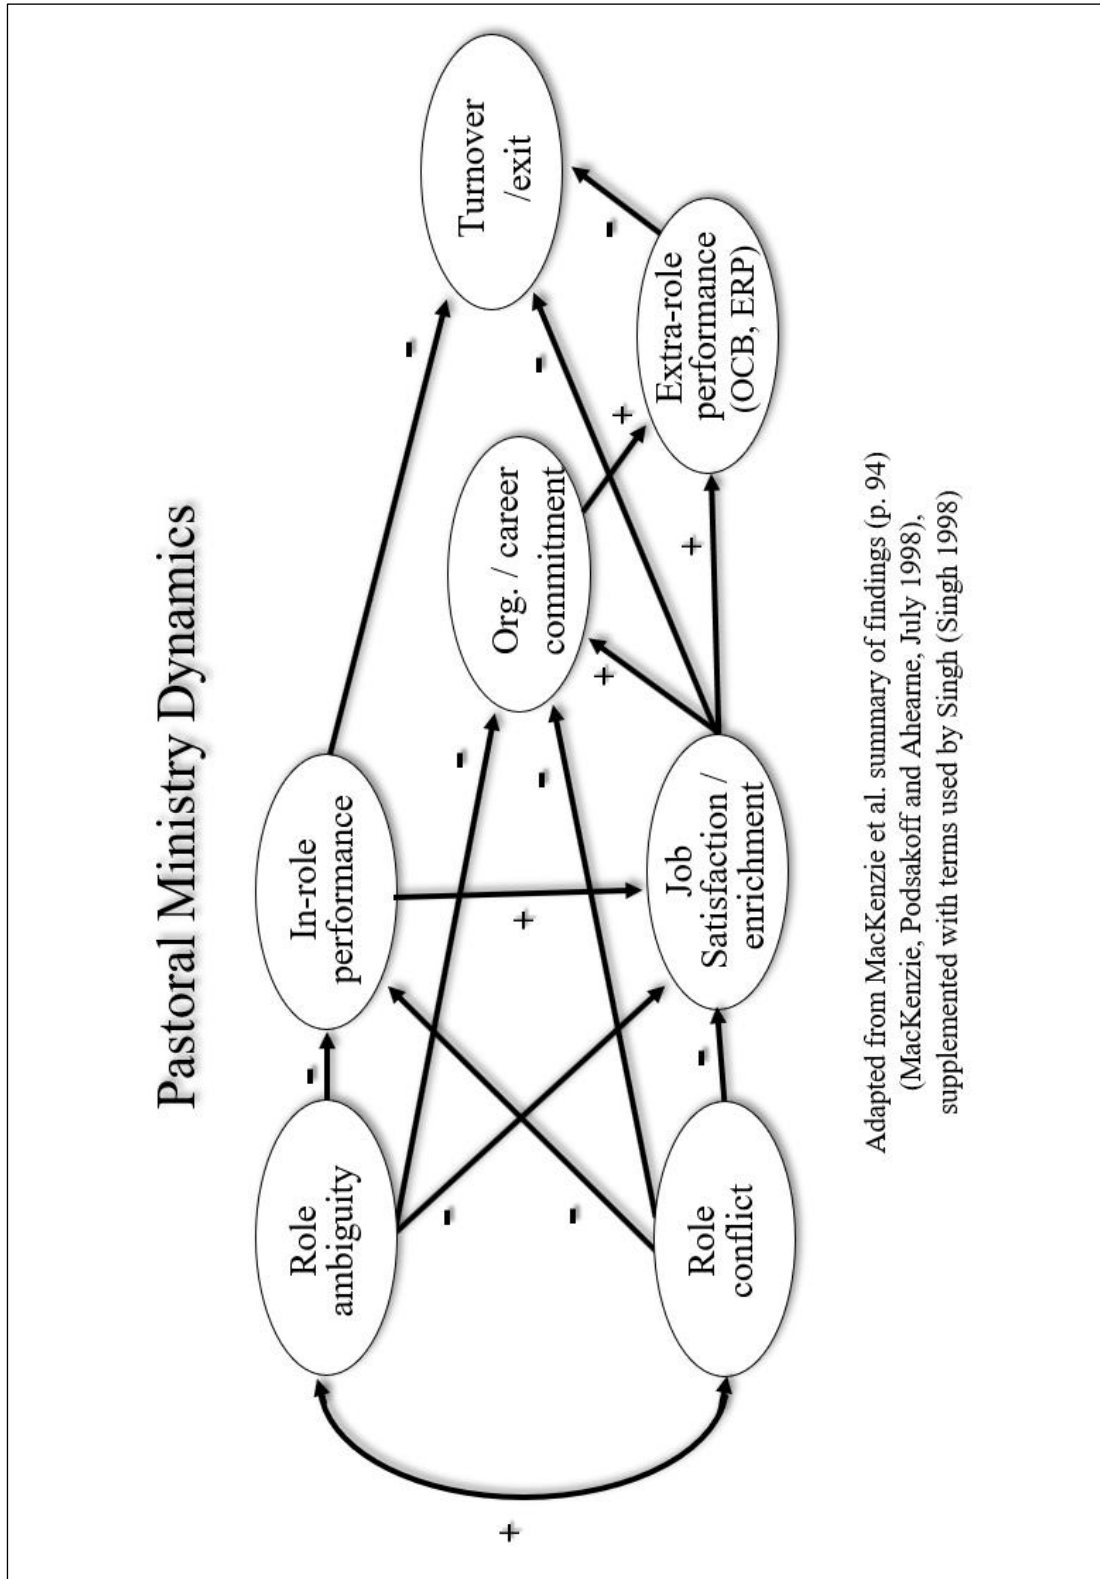 Pastoral Ministry Dynamics
Role
ambiguity
-
In-role
performance
-
Turnover
/exit
-
-
+
Org. / career
commitment
-
-
-
+
+
+
-
Role
conflict
-
Job
Satisfaction /
enrichment
+
Extra-role
performance
(OCB, ERP)
+
-
Adapted from MacKenzie et al. summary of findings (p. 94)
(MacKenzie, Podsakoff and Ahearne, July 1998),
supplemented with terms used by Singh (Singh 1998)